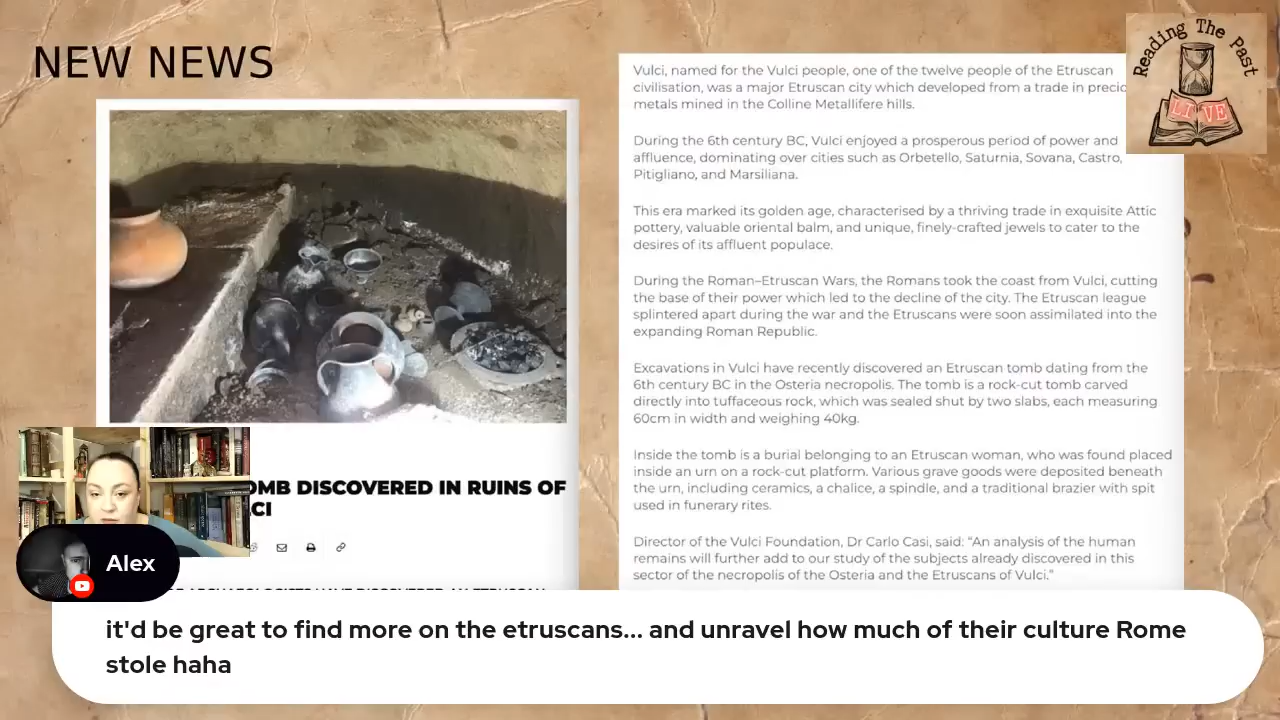 NEW NEWS
Reading The Past
LIVE
Vulci, named for the Vulci people, one of the twelve people of the Etruscan
civilisation, was a major Etruscan city which developed from a trade in
metals mined in the Colline Metallifere hills.
During the 6th century BC, Vulci enjoyed a prosperous period of power and
affluence, dominating over cities such as Orbetello, Saturnia, Sovana, Castro,
Pitigliano, and Marsiliana.
This era marked its golden age, characterised by a thriving trade in exquisite Attic
pottery, valuable oriental balm, and unique, finely-crafted jewels to cater to the
desires of its affluent populace.
During the Roman–Etruscan Wars, the Romans took the coast from Vulci, cutting
the base of their power which led to the decline of the city. The Etruscan league
splintered apart during the war and the Etruscans were soon assimilated into the
expanding Roman Republic.
Excavations in Vulci have recently discovered an Etruscan tomb dating from the
6th century BC in the Osteria necropolis. The tomb is a rock-cut tomb carved
directly into tuffaceous rock, which was sealed shut by two slabs, each measuring
60cm in width and weighing 40kg.
Inside the tomb is a burial belonging to an Etruscan woman, who was found placed
inside an urn on a rock-cut platform. Various grave goods were deposited beneath
the urn, including ceramics, a chalice, a spindle, and a traditional brazier with spit
used in funerary rites.
Director of the Vulci Foundation, Dr Carlo Casi, said: “An analysis of the human
remains will further add to our study of the subjects already discovered in this
sector of the necropolis of the Osteria and the Etruscans of Vulci.”
OMB DISCOVERED IN RUINS OF
CI
Alex
it'd be great to find more on the etruscans... and unravel how much of their culture Rome
stole haha